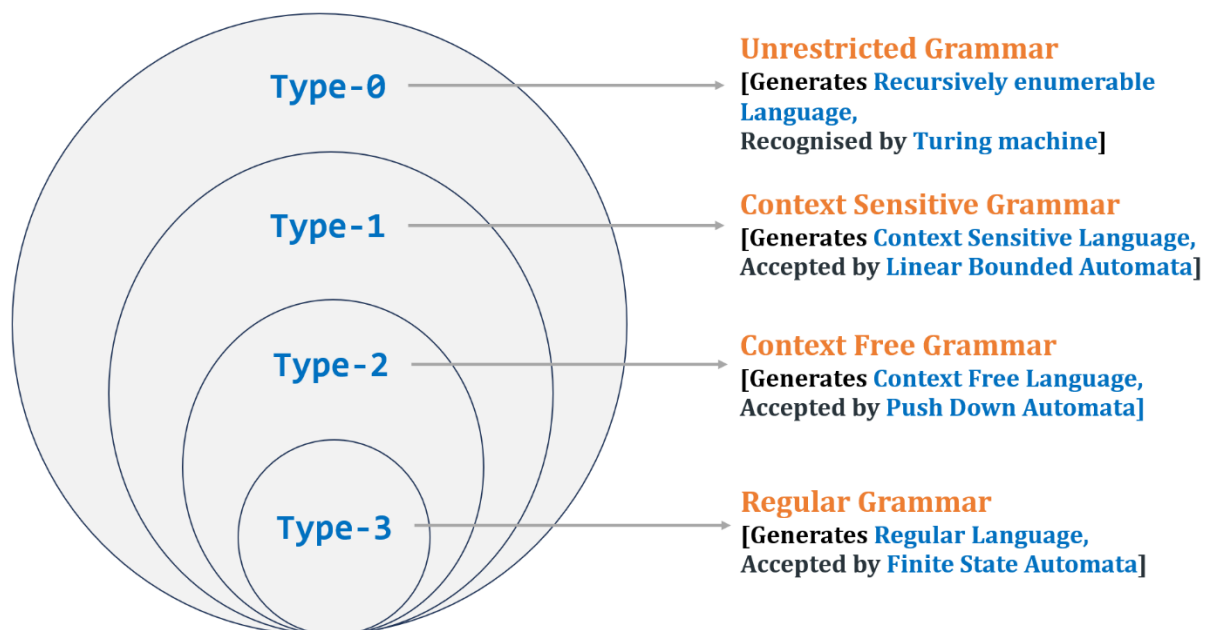 Type-0
Unrestricted Grammar
[Generates Recursively enumerable
Language,
Recognised by Turing machine]
Type-1
Context Sensitive Grammar
[Generates Context Sensitive Language,
Accepted by Linear Bounded Automata]
Type-2
Context Free Grammar
[Generates Context Free Language,
Accepted by Push Down Automata]
Type-3
Regular Grammar
[Generates Regular Language,
Accepted by Finite State Automata]